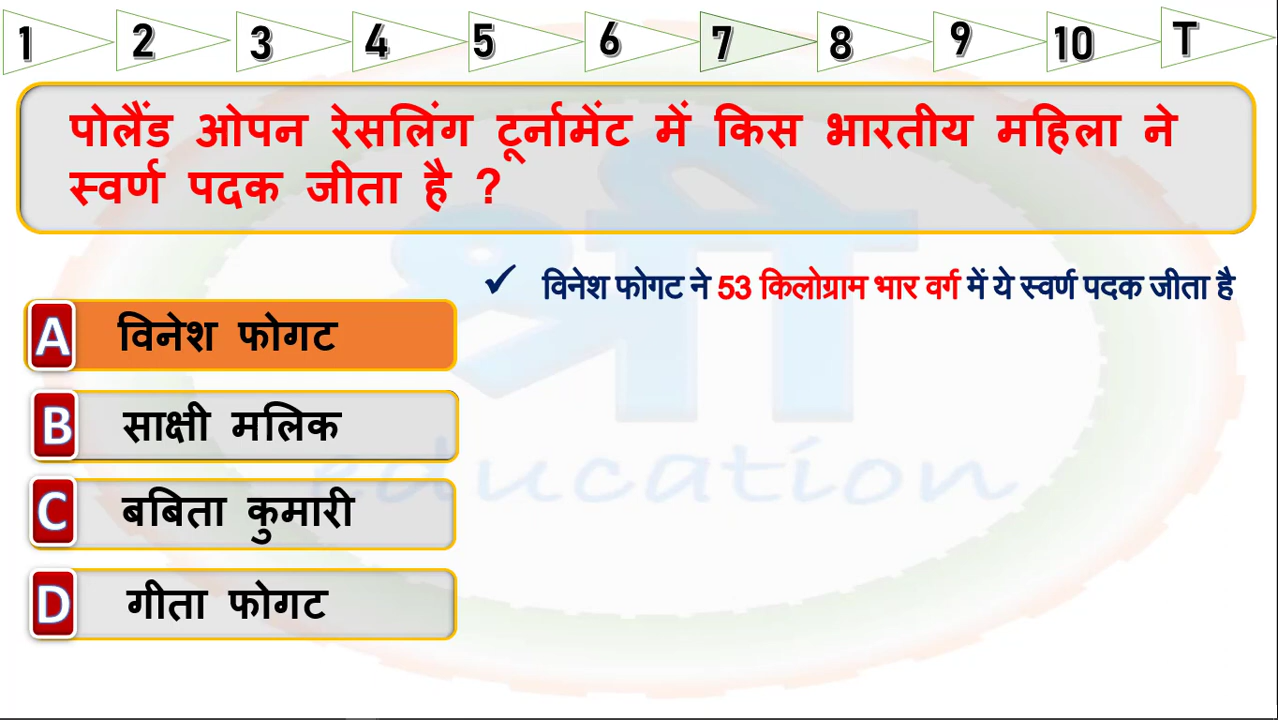 1 2 3 4 5 6 7 8 9 10 T
पोलैंड ओपन रेसलिंग टूर्नामेंट में किस भारतीय महिला ने
स्वर्ण पदक जीता है ?
✓ विनेश फोगट ने 53 किलोग्राम भार वर्ग में ये स्वर्ण पदक जीता है
A विनेश फोगट
B साक्षी मलिक
C बबिता कुमारी
D गीता फोगट
श्री
education